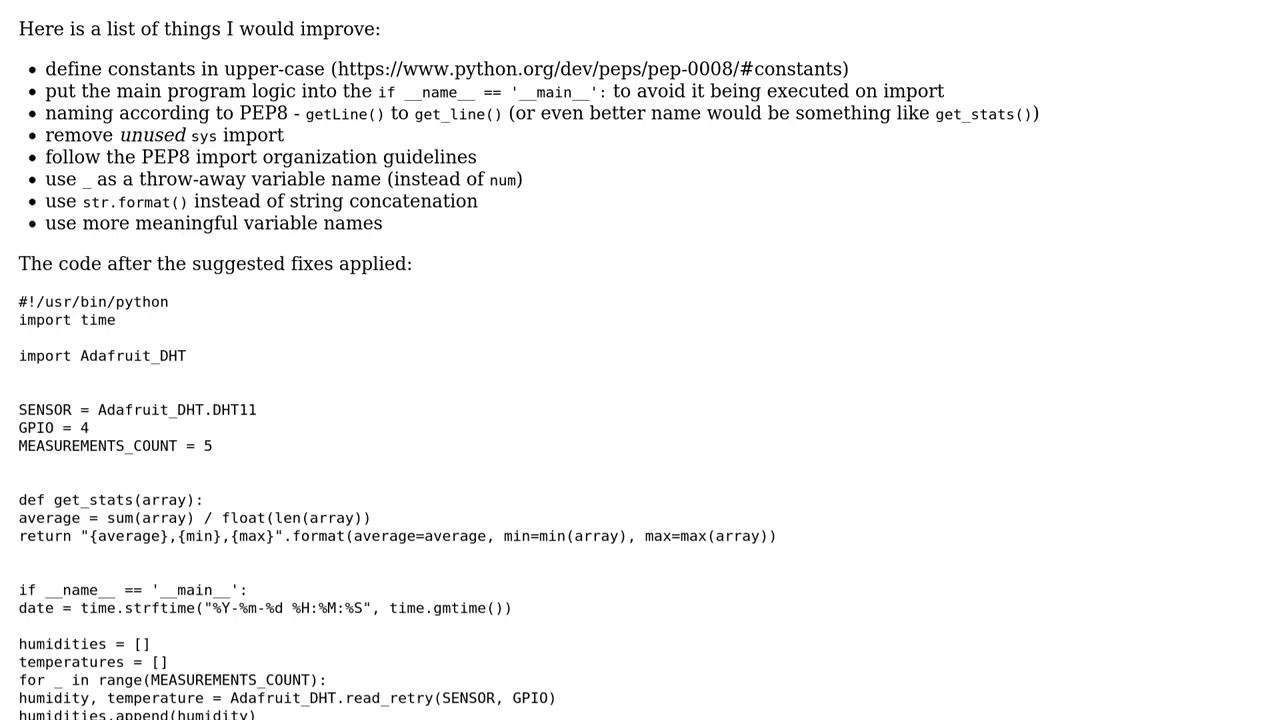 Here is a list of things I would improve:
• define constants in upper-case (https://www.python.org/dev/peps/pep-0008/#constants)
• put the main program logic into the if __name__ == '__main__': to avoid it being executed on import
• naming according to PEP8 - getLine() to get_line() (or even better name would be something like get_stats())
• remove unused sys import
• follow the PEP8 import organization guidelines
• use _ as a throw-away variable name (instead of num)
• use str.format() instead of string concatenation
• use more meaningful variable names
The code after the suggested fixes applied:
#!/usr/bin/python
import time
import Adafruit_DHT
SENSOR = Adafruit_DHT.DHT11
GPIO = 4
MEASUREMENTS_COUNT = 5
def get_stats(array):
average = sum(array) / float(len(array))
return "{average},{min},{max}".format(average=average, min=min(array), max=max(array))
if __name__ == '__main__':
date = time.strftime("%Y-%m-%d %H:%M:%S", time.gmtime())
humidities = []
temperatures = []
for _ in range(MEASUREMENTS_COUNT):
humidity, temperature = Adafruit_DHT.read_retry(SENSOR, GPIO)
humidities.append(humidity)